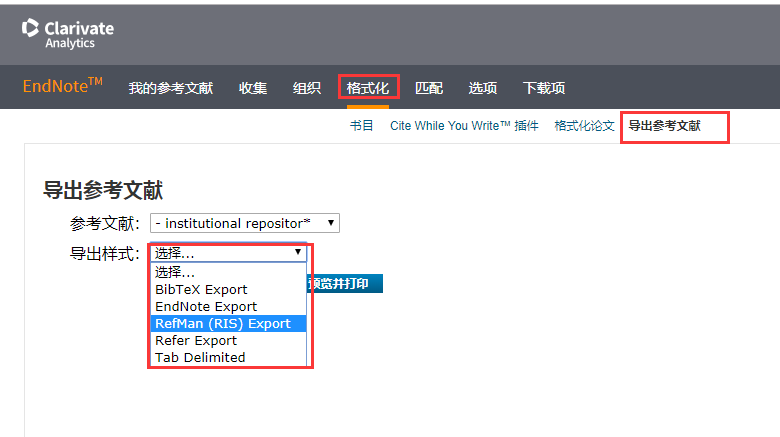 Clarivate
Analytics
EndNote™ 我的参考文献 收集 组织 格式化 匹配 选项 下载项
书目 Cite While You Write™ 插件 格式化论文 导出参考文献
导出参考文献
参考文献: - institutional repositor*
导出样式: 选择...
选择...
BibTeX Export 预览并打印
EndNote Export
RefMan (RIS) Export
Refer Export
Tab Delimited